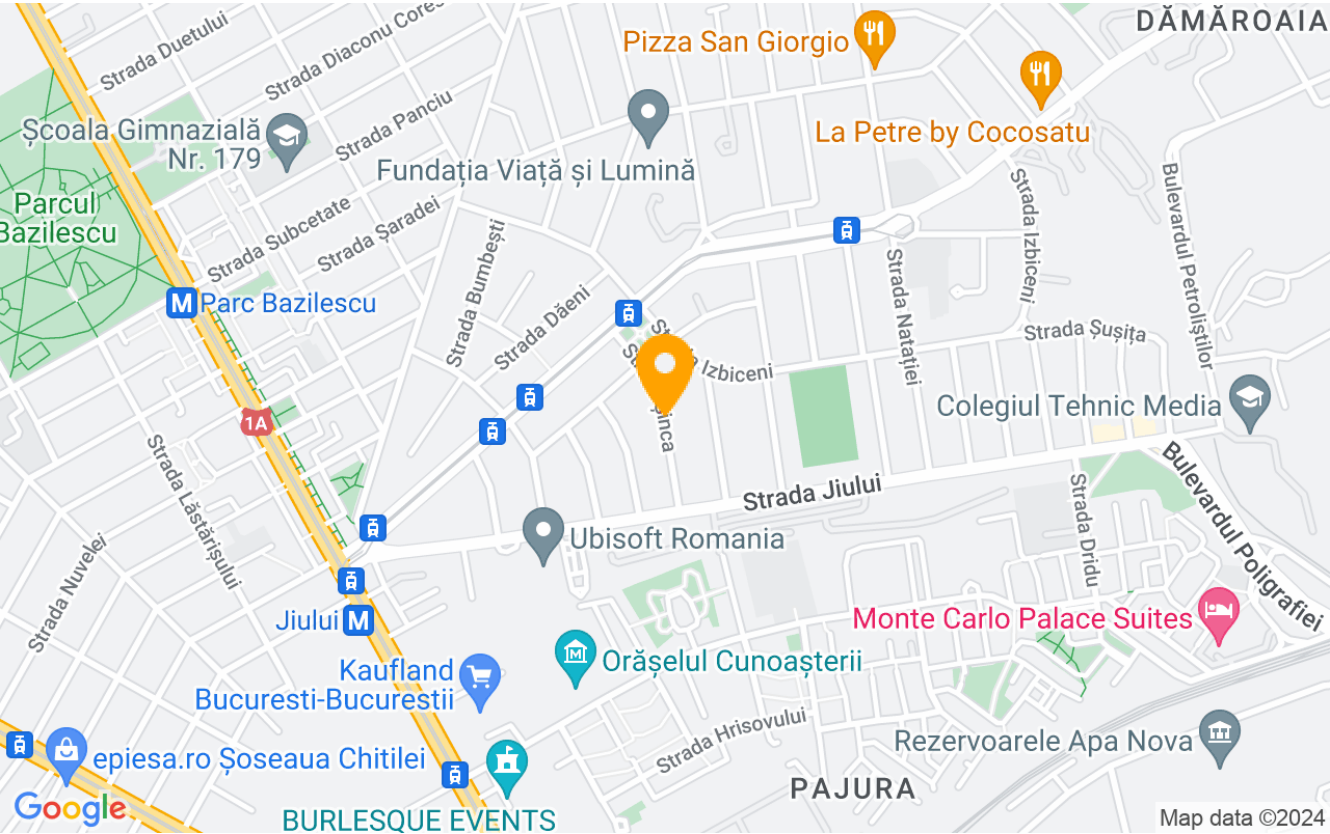 DĂMĂROAIA
Strada Duetului
Strada Diaconu Cores
Pizza San Giorgio
La Petre by Cocosatu
Școala Gimnazială
Nr. 179
Strada Panciu
Fundația Viață și Lumină
Parcul
Bazilescu
Strada Subcetate
Strada Șaradei
Strada Bumbești
Strada Izbiceni
Bulevardul Petroliștilor
Strada Natației
M Parc Bazilescu
Strada Dăeni
Strada Șușița
Izbiceni
Șinca
Colegiul Tehnic Media
1A
Strada Lăstărișului
Strada Jiului
Bulevardul Poligrafiei
Strada Dridu
Ubisoft Romania
Strada Nuvelei
Jiului M
Monte Carlo Palace Suites
Kaufland
Bucuresti-Bucurestii
Orășelul Cunoașterii
Strada Hrisovului
Rezervoarele Apa Nova
epiesa.ro Șoseaua Chitilei
PAJURA
BURLESQUE EVENTS
Google
Map data ©2024